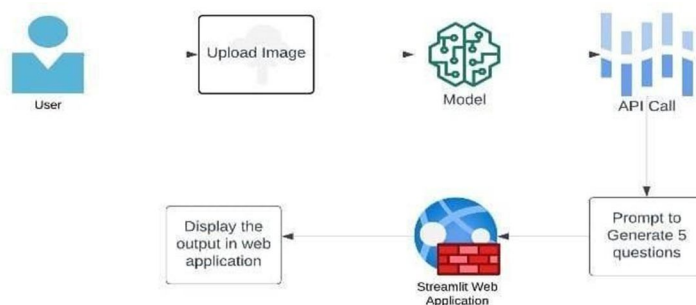 User
Upload Image
Model
API Call
Prompt to
Generate 5
questions
Streamlit Web
Application
Display the
output in web
application